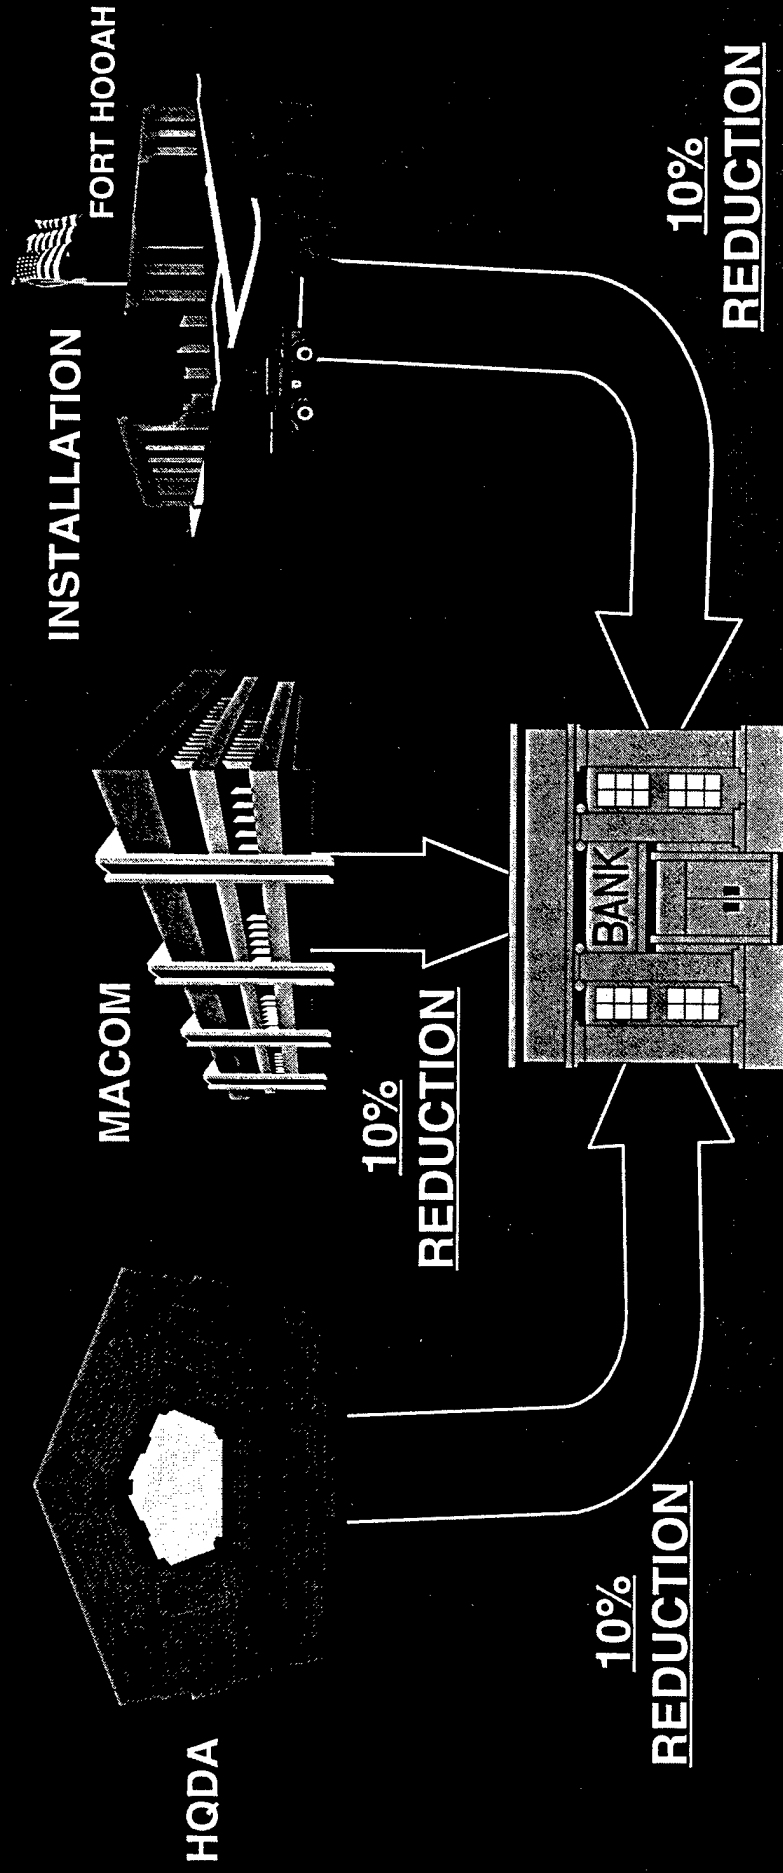 HQDA
MACOM
INSTALLATION
FORT HOOAH
10%
REDUCTION
10%
REDUCTION
10%
REDUCTION
BANK